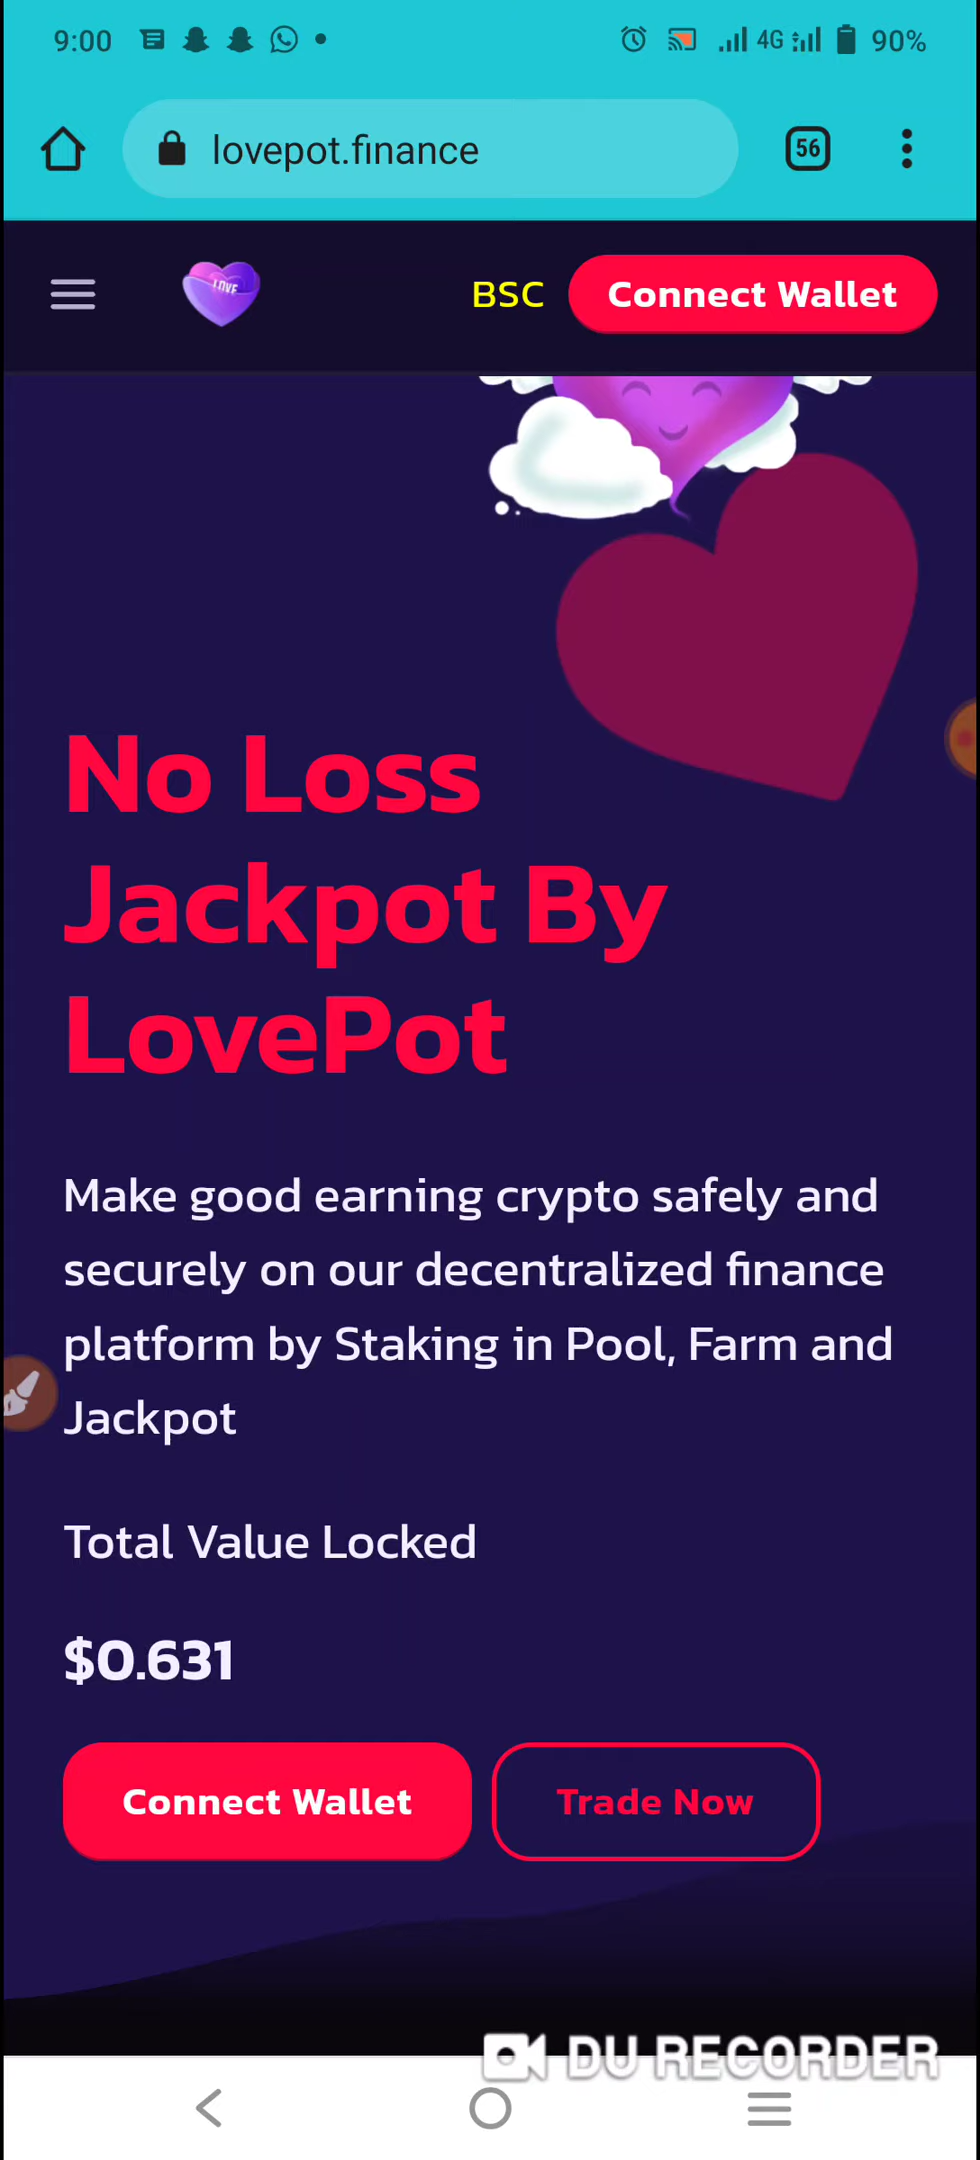 9:00 4G 90%
lovepot.finance 56
LOVE BSC Connect Wallet
No Loss
Jackpot By
LovePot
Make good earning crypto safely and
securely on our decentralized finance
platform by Staking in Pool, Farm and
Jackpot
Total Value Locked
$0.631
Connect Wallet Trade Now
DU RECORDER